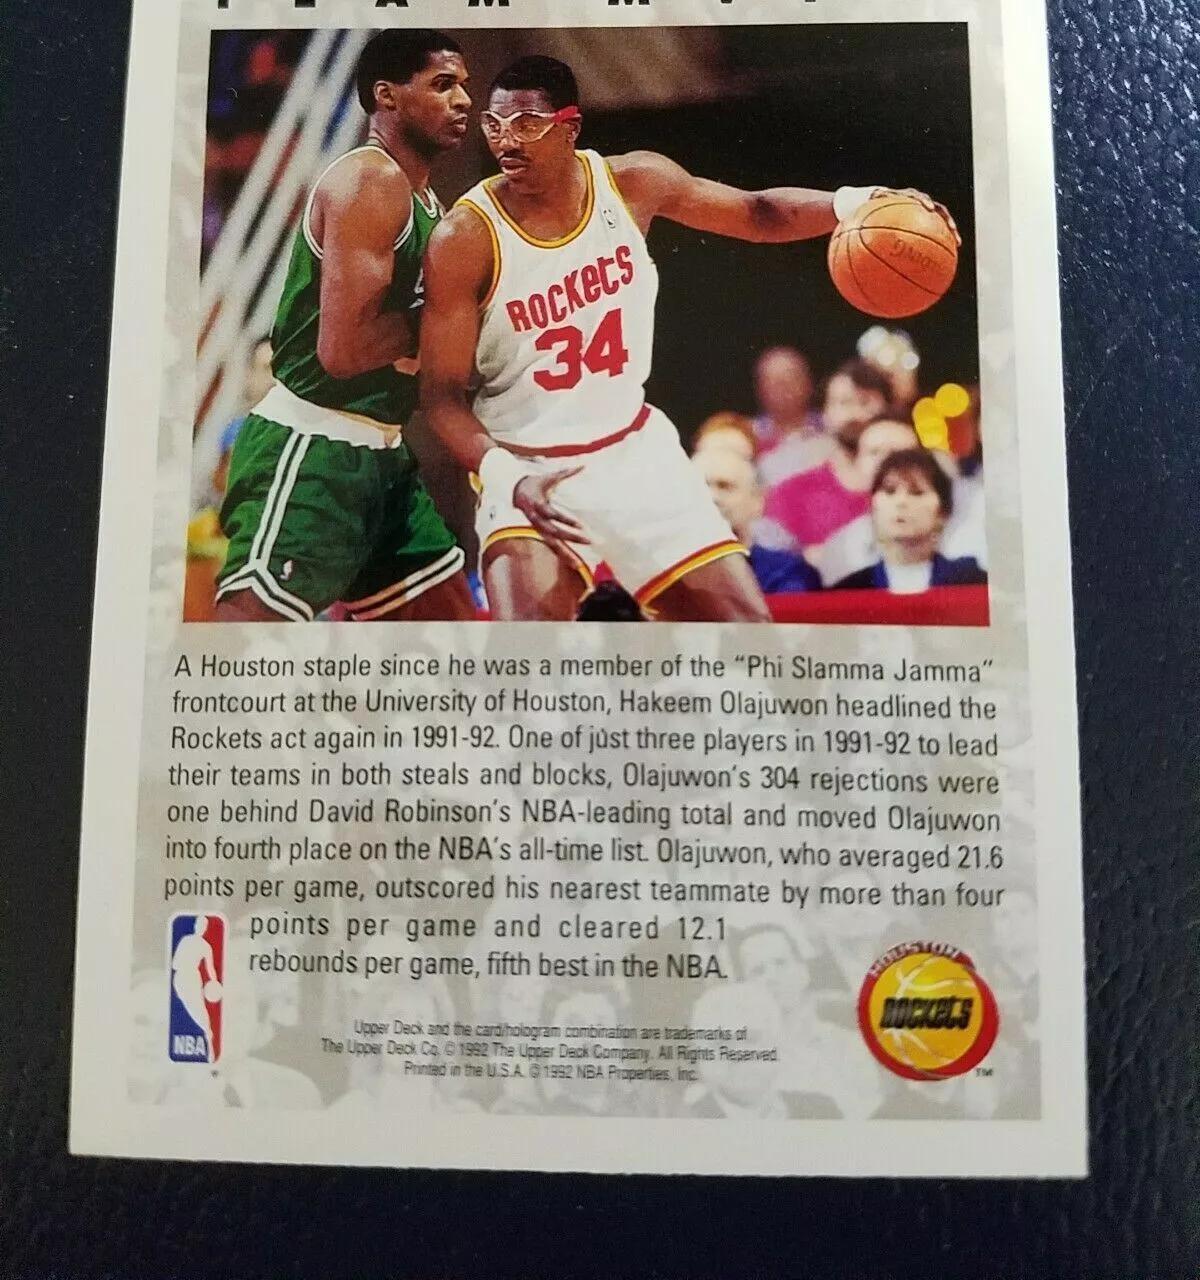 TEAM MVP
ROCKETS
34
A Houston staple since he was a member of the "Phi Slamma Jamma"
frontcourt at the University of Houston, Hakeem Olajuwon headlined the
Rockets act again in 1991-92. One of just three players in 1991-92 to lead
their teams in both steals and blocks, Olajuwon's 304 rejections were
one behind David Robinson's NBA-leading total and moved Olajuwon
into fourth place on the NBA's all-time list. Olajuwon, who averaged 21.6
points per game, outscored his nearest teammate by more than four
points per game and cleared 12.1
rebounds per game, fifth best in the NBA.
NBA
HOUSTON
ROCKETS
TM
Upper Deck and the card/hologram combination are trademarks of
The Upper Deck Co. © 1992 The Upper Deck Company. All Rights Reserved.
Printed in the U.S.A. © 1992 NBA Properties, Inc.